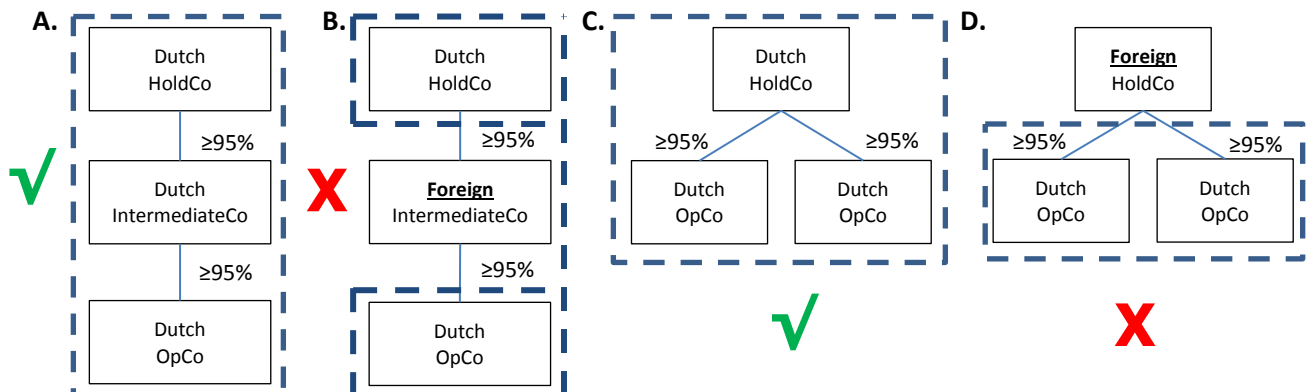 A.
Dutch
HoldCo
≥95%
Dutch
IntermediateCo
≥95%
Dutch
OpCo
√
B.
Dutch
HoldCo
≥95%
Foreign
IntermediateCo
≥95%
Dutch
OpCo
X
C.
Dutch
HoldCo
≥95%
≥95%
Dutch
OpCo
Dutch
OpCo
√
D.
Foreign
HoldCo
≥95%
≥95%
Dutch
OpCo
Dutch
OpCo
X